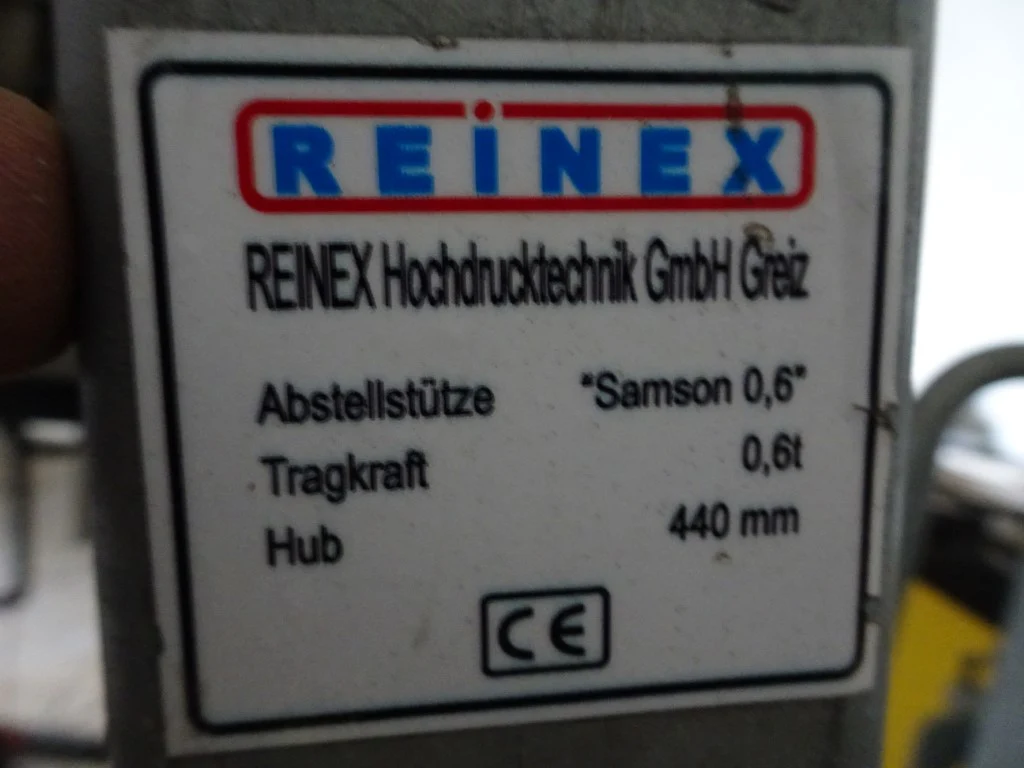 REiNEX
REINEX Hochdrucktechnik GmbH Greiz
Abstellstütze "Samson 0,6"
Tragkraft 0,6t
Hub 440 mm
CE